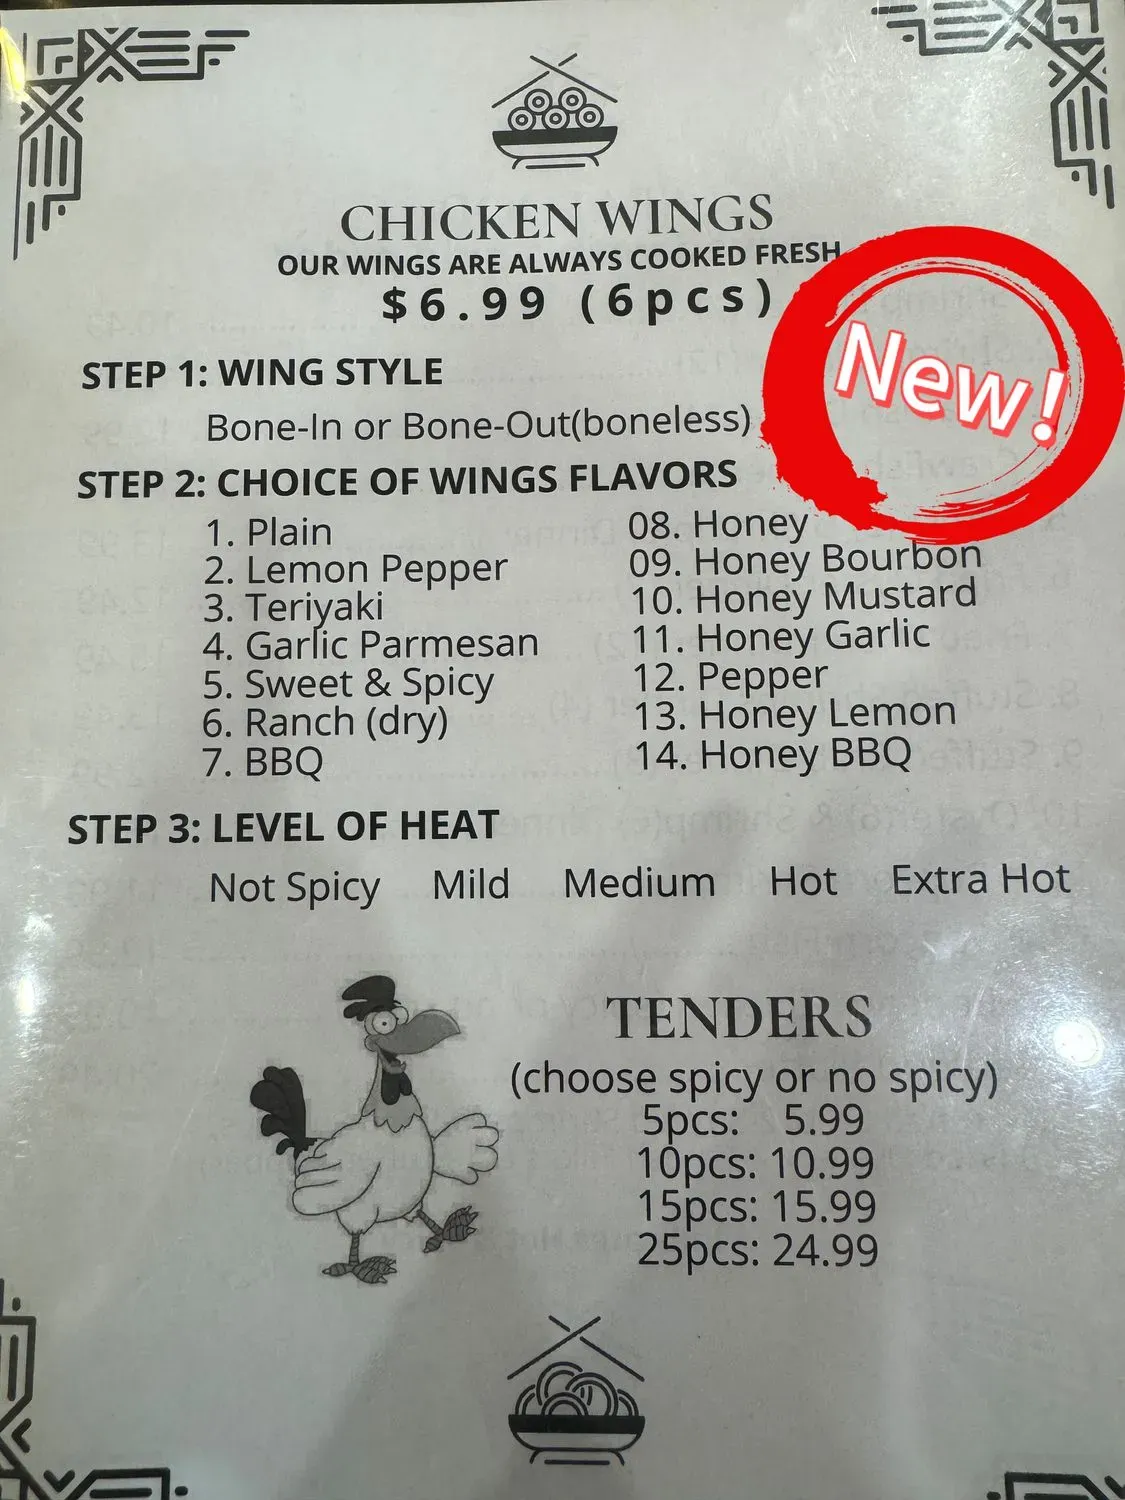 CHICKEN WINGS
OUR WINGS ARE ALWAYS COOKED FRESH
$6.99 (6pcs)
New!
STEP 1: WING STYLE
Bone-In or Bone-Out(boneless)
STEP 2: CHOICE OF WINGS FLAVORS
1. Plain
2. Lemon Pepper
3. Teriyaki
4. Garlic Parmesan
5. Sweet & Spicy
6. Ranch (dry)
7. BBQ
08. Honey
09. Honey Bourbon
10. Honey Mustard
11. Honey Garlic
12. Pepper
13. Honey Lemon
14. Honey BBQ
STEP 3: LEVEL OF HEAT
Not Spicy Mild Medium Hot Extra Hot
TENDERS
(choose spicy or no spicy)
5pcs: 5.99
10pcs: 10.99
15pcs: 15.99
25pcs: 24.99